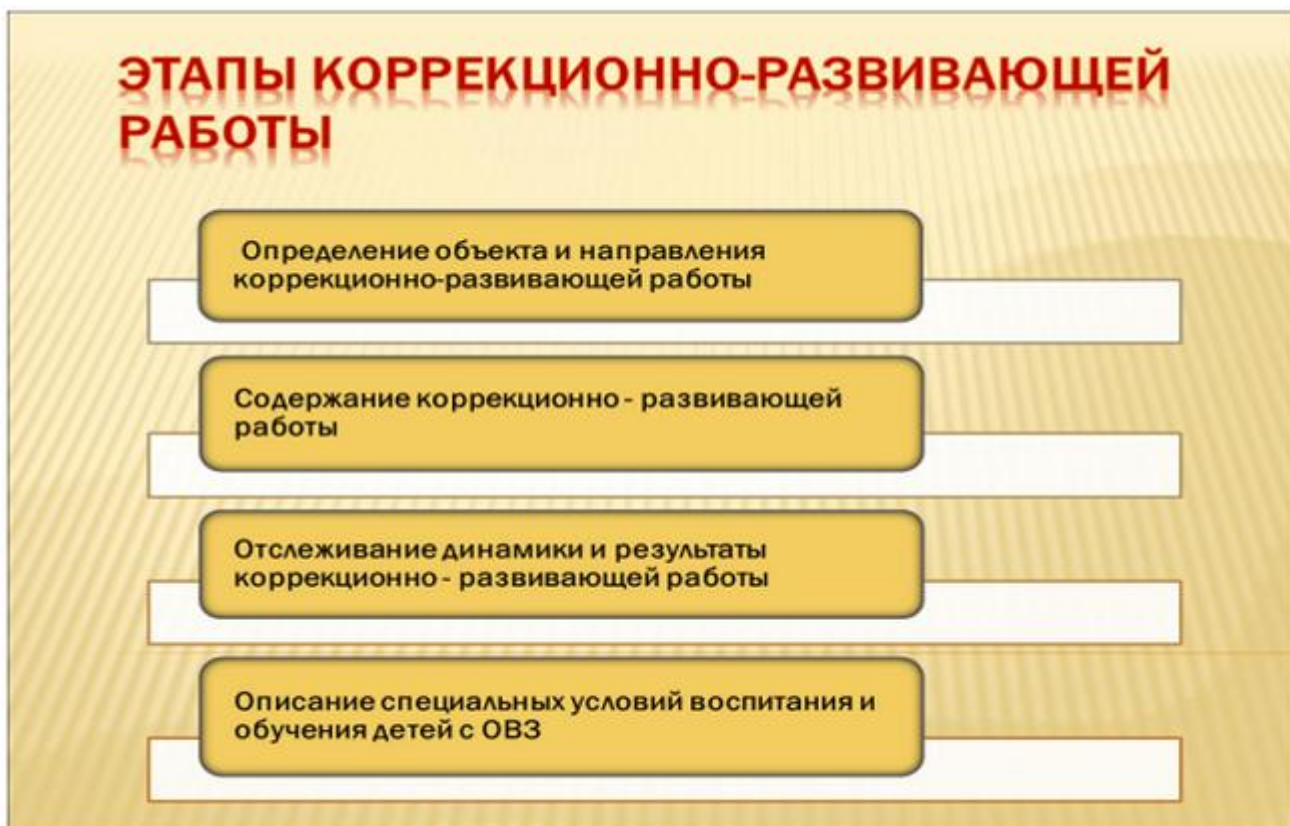 ЭТАПЫ КОРРЕКЦИОННО-РАЗВИВАЮЩЕЙ
РАБОТЫ
Определение объекта и направления
коррекционно-развивающей работы
Содержание коррекционно - развивающей
работы
Отслеживание динамики и результаты
коррекционно - развивающей работы
Описание специальных условий воспитания и
обучения детей с ОВЗ